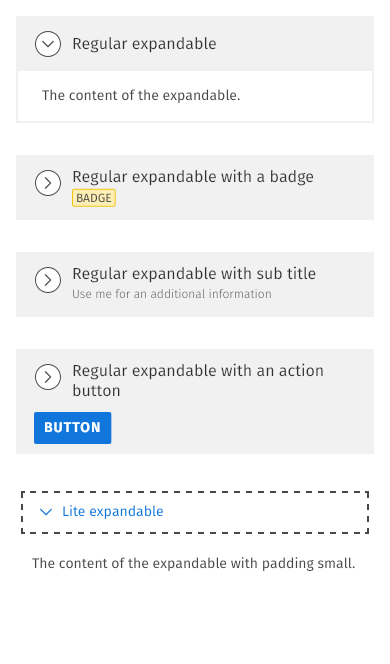 Regular expandable
The content of the expandable.
Regular expandable with a badge
BADGE
Regular expandable with sub title
Use me for an additional information
Regular expandable with an action
button
BUTTON
Lite expandable
The content of the expandable with padding small.